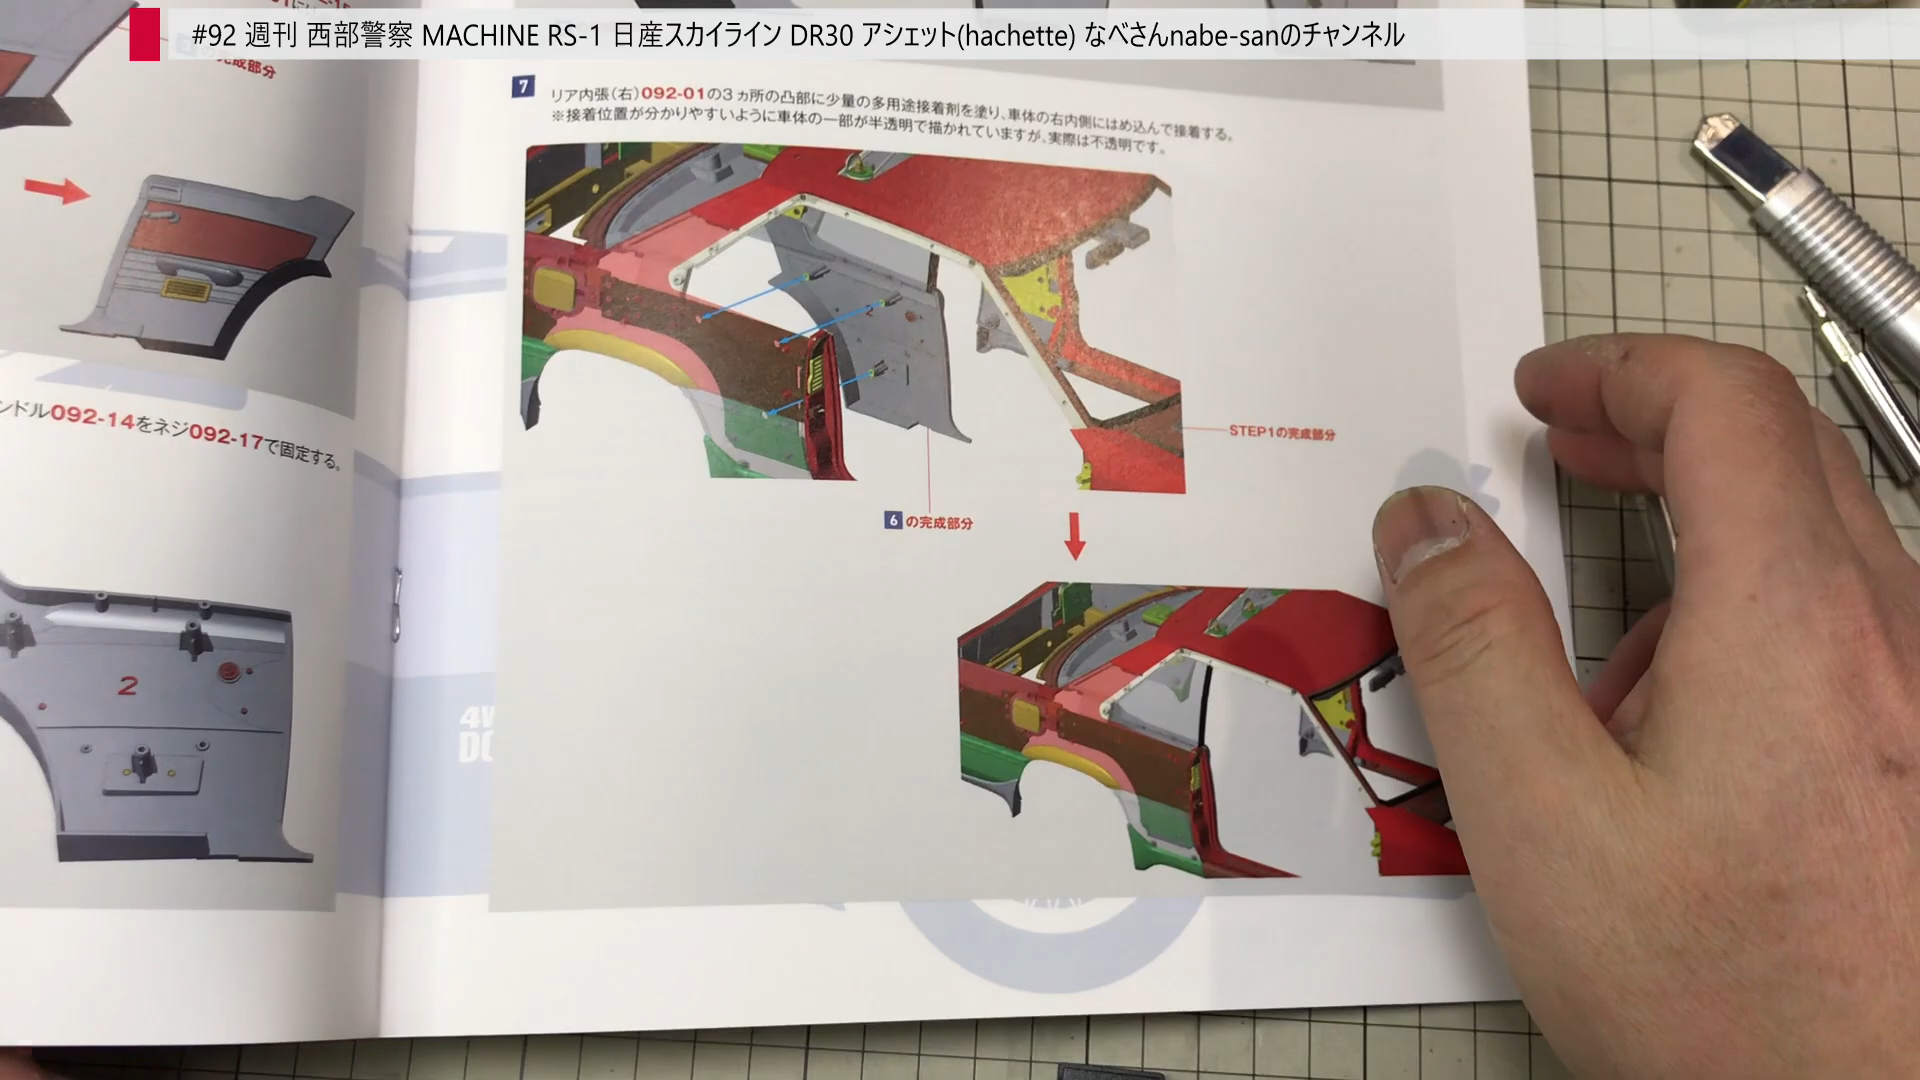 #92 週刊 西部警察 MACHINE RS-1 日産スカイライン DR30 アシェット(hachette) なべさんnabe-sanのチャンネル
完成部分
ンドル092-14をネジ092-17で固定する。
2
7
リア内張(右)092-01の3ヵ所の凸部に少量の多用途接着剤を塗り、車体の右内側にはめ込んで接着する。
※接着位置が分かりやすいように車体の一部が半透明で描かれていますが、実際は不透明です。
2
STEP1の完成部分
6の完成部分